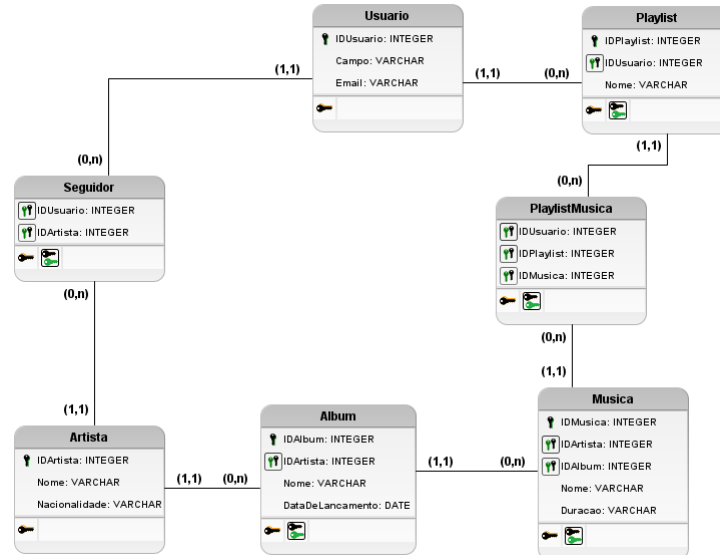 Usuario
IDUsuario: INTEGER
Campo: VARCHAR
Email: VARCHAR
Playlist
IDPlaylist: INTEGER
IDUsuario: INTEGER
Nome: VARCHAR
(1,1)
(1,1)
(0,n)
(1,1)
(0,n)
(0,n)
Seguidor
IDUsuario: INTEGER
IDArtista: INTEGER
PlaylistMusica
IDUsuario: INTEGER
IDPlaylist: INTEGER
IDMusica: INTEGER
(0,n)
(0,n)
(1,1)
(1,1)
Musica
IDMusica: INTEGER
IDArtista: INTEGER
IDAlbum: INTEGER
Nome: VARCHAR
Duracao: VARCHAR
Album
IDAlbum: INTEGER
IDArtista: INTEGER
Nome: VARCHAR
DataDeLancamento: DATE
Artista
IDArtista: INTEGER
Nome: VARCHAR
Nacionalidade: VARCHAR
(1,1)
(0,n)
(1,1)
(0,n)